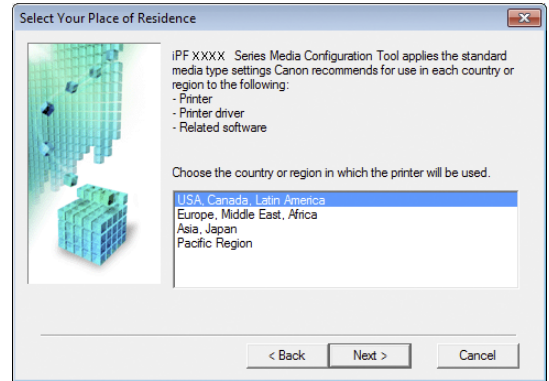 Select Your Place of Residence
iPF XXXX Series Media Configuration Tool applies the standard
media type settings Canon recommends for use in each country or
region to the following:
- Printer
- Printer driver
- Related software
Choose the country or region in which the printer will be used.
USA, Canada, Latin America
Europe, Middle East, Africa
Asia, Japan
Pacific Region
< Back
Next >
Cancel